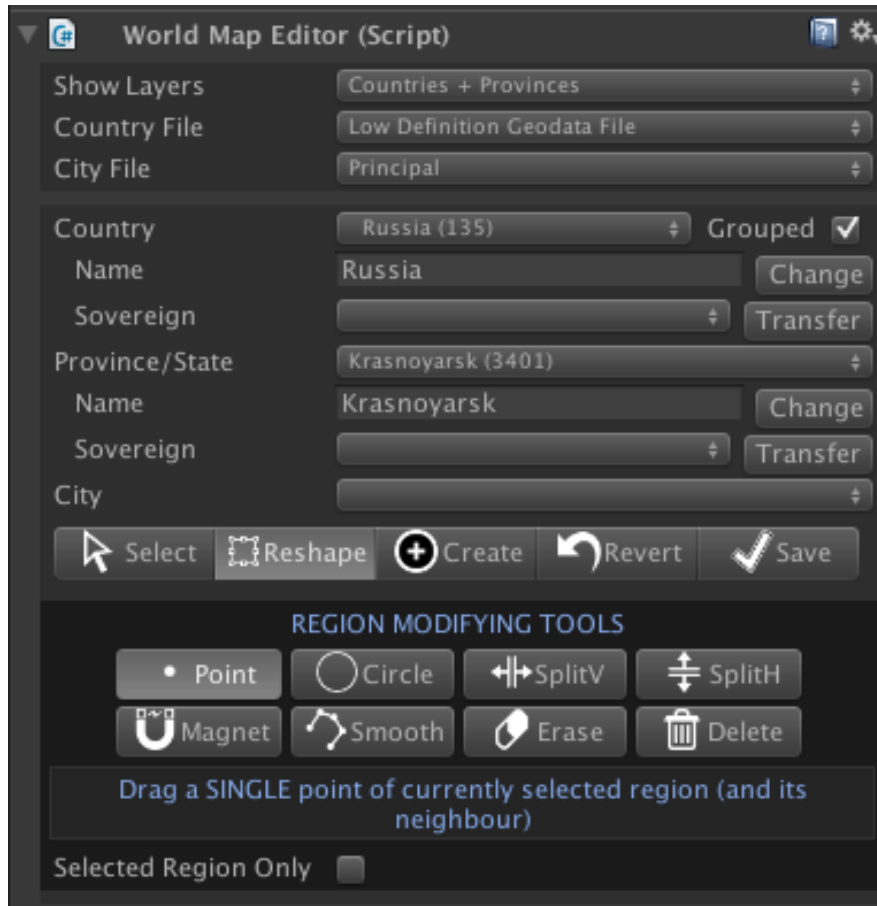 World Map Editor (Script)
Show Layers Countries + Provinces
Country File Low Definition Geodata File
City File Principal
Country Russia (135) Grouped
Name Russia Change
Sovereign Transfer
Province/State Krasnoyarsk (3401)
Name Krasnoyarsk Change
Sovereign Transfer
City
Select Reshape Create Revert Save
REGION MODIFYING TOOLS
Point Circle SplitV SplitH
Magnet Smooth Erase Delete
Drag a SINGLE point of currently selected region (and its
neighbour)
Selected Region Only